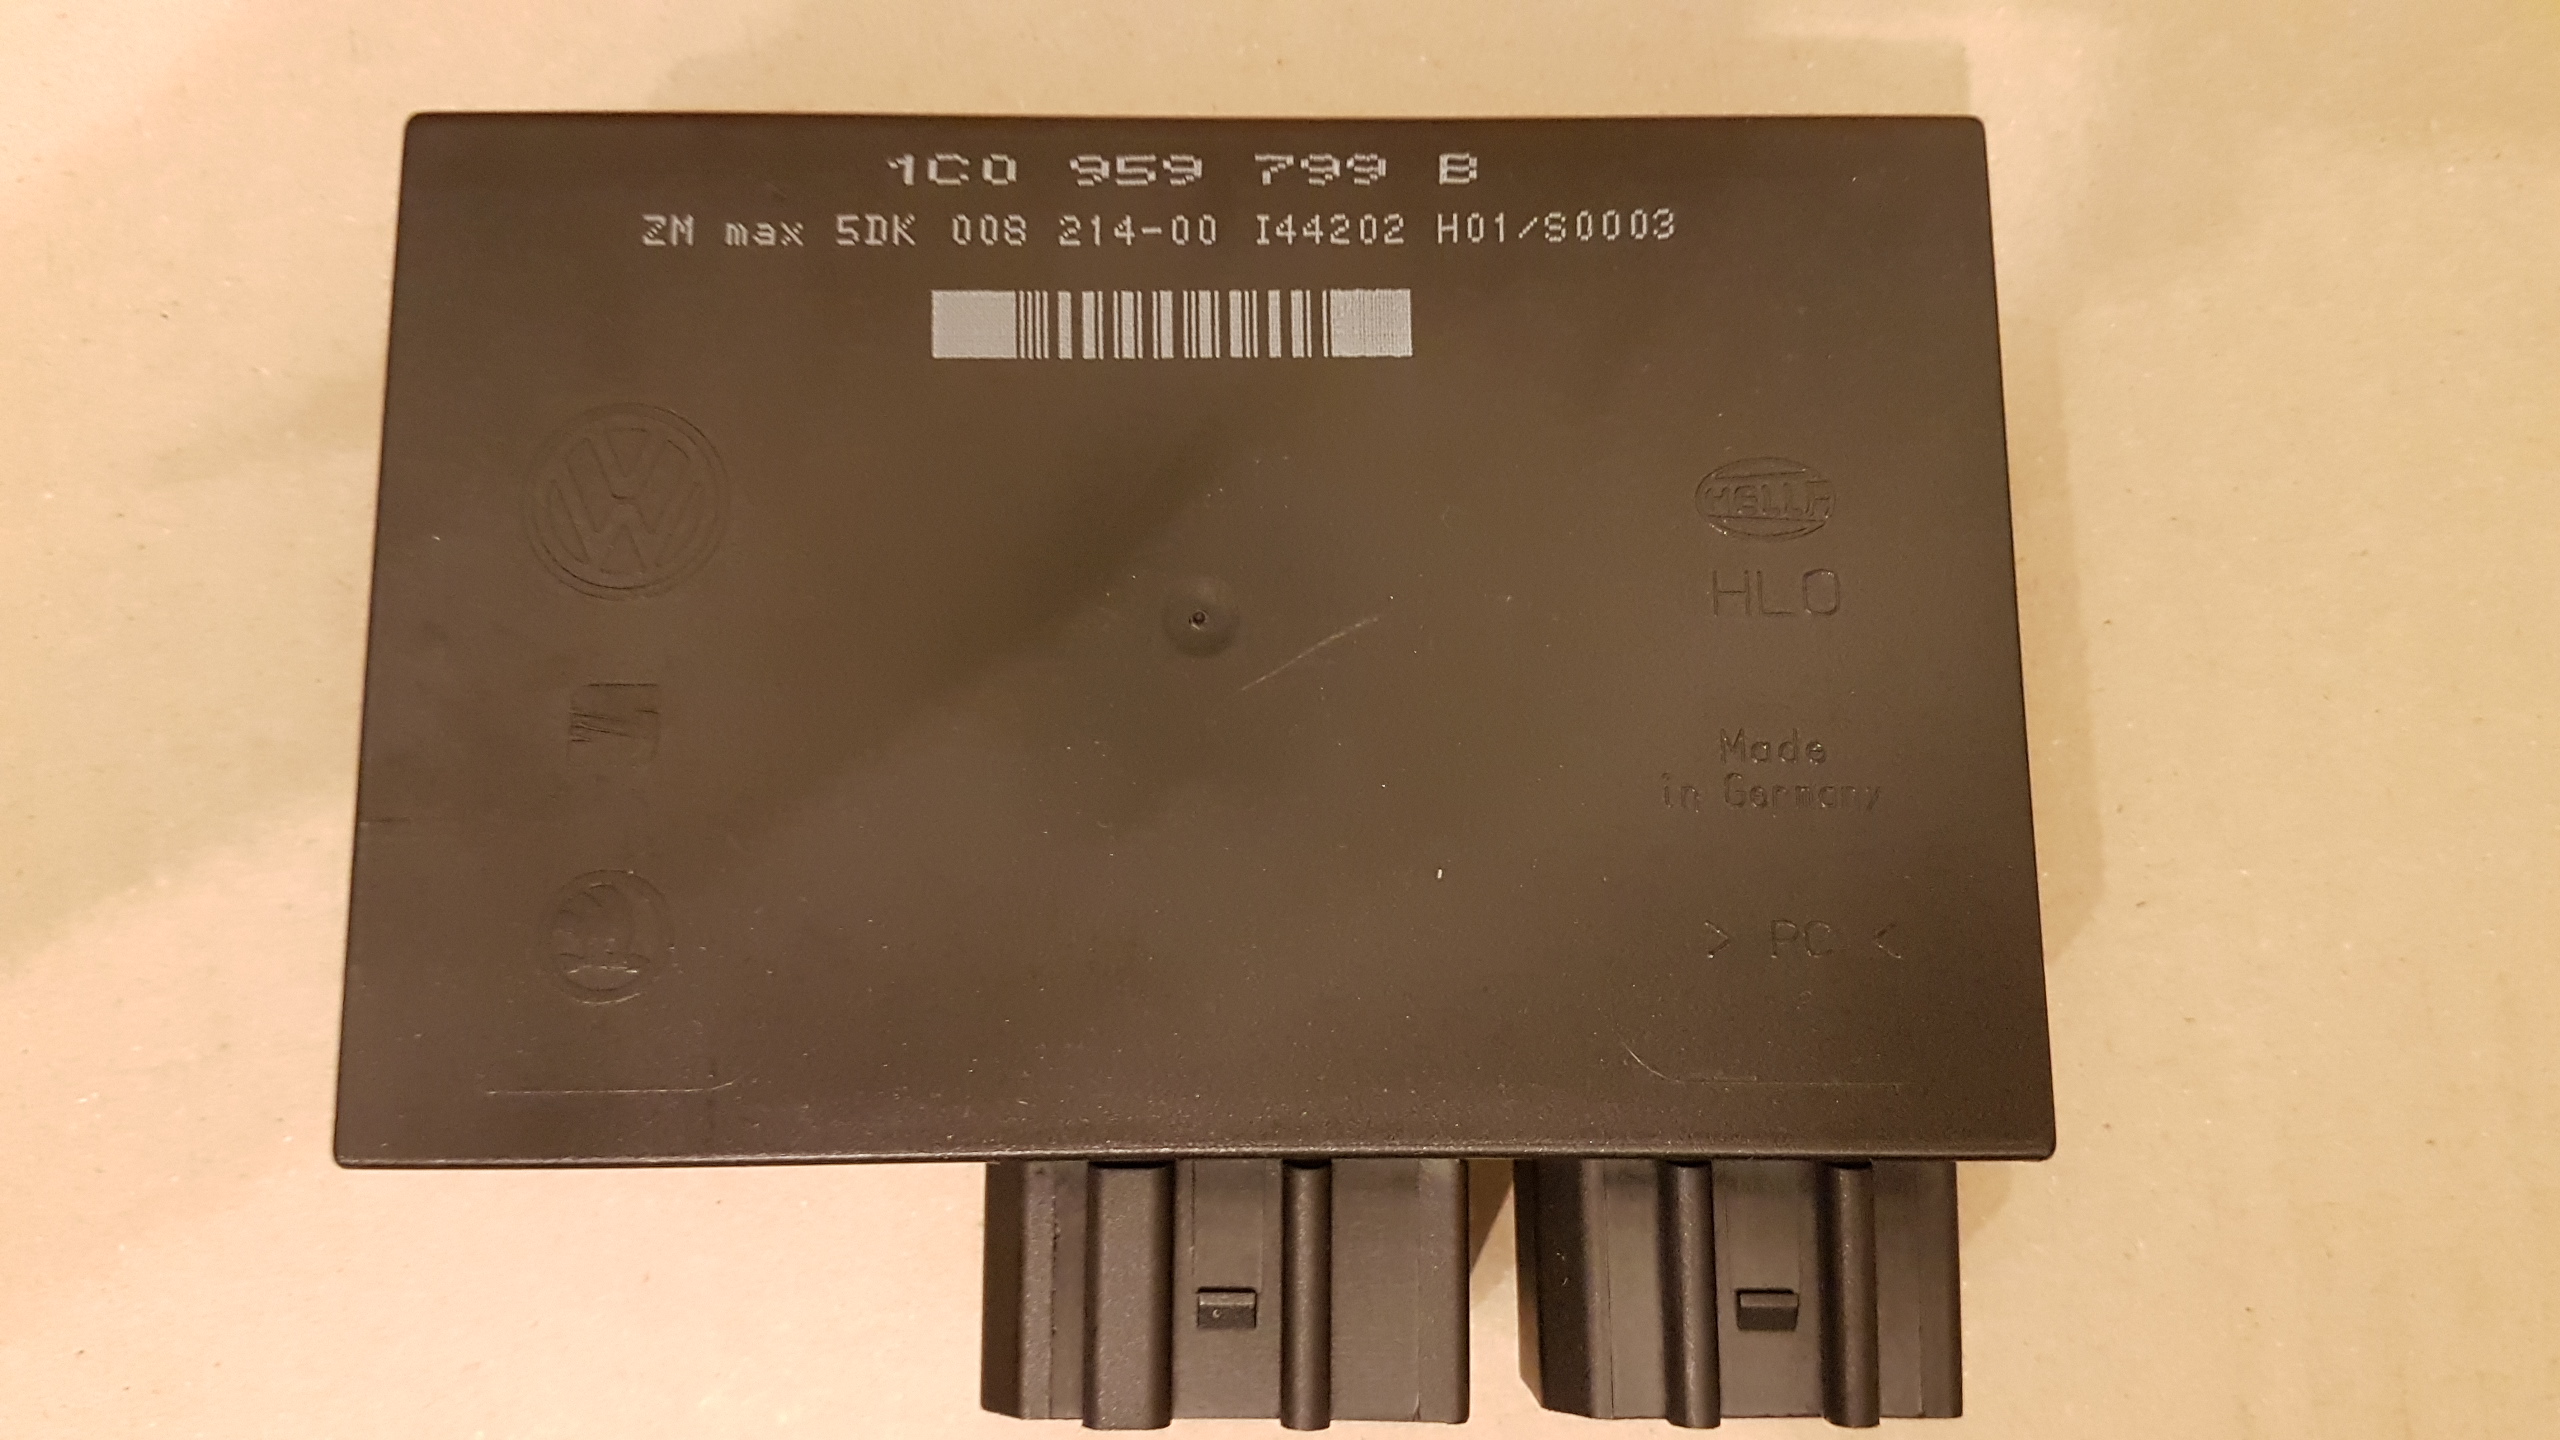 1C0 959 799 B
ZM max 5DK 008 214-00 I44202 H01/S0003
HELLA
HLO
Made
in Germany
> PC <